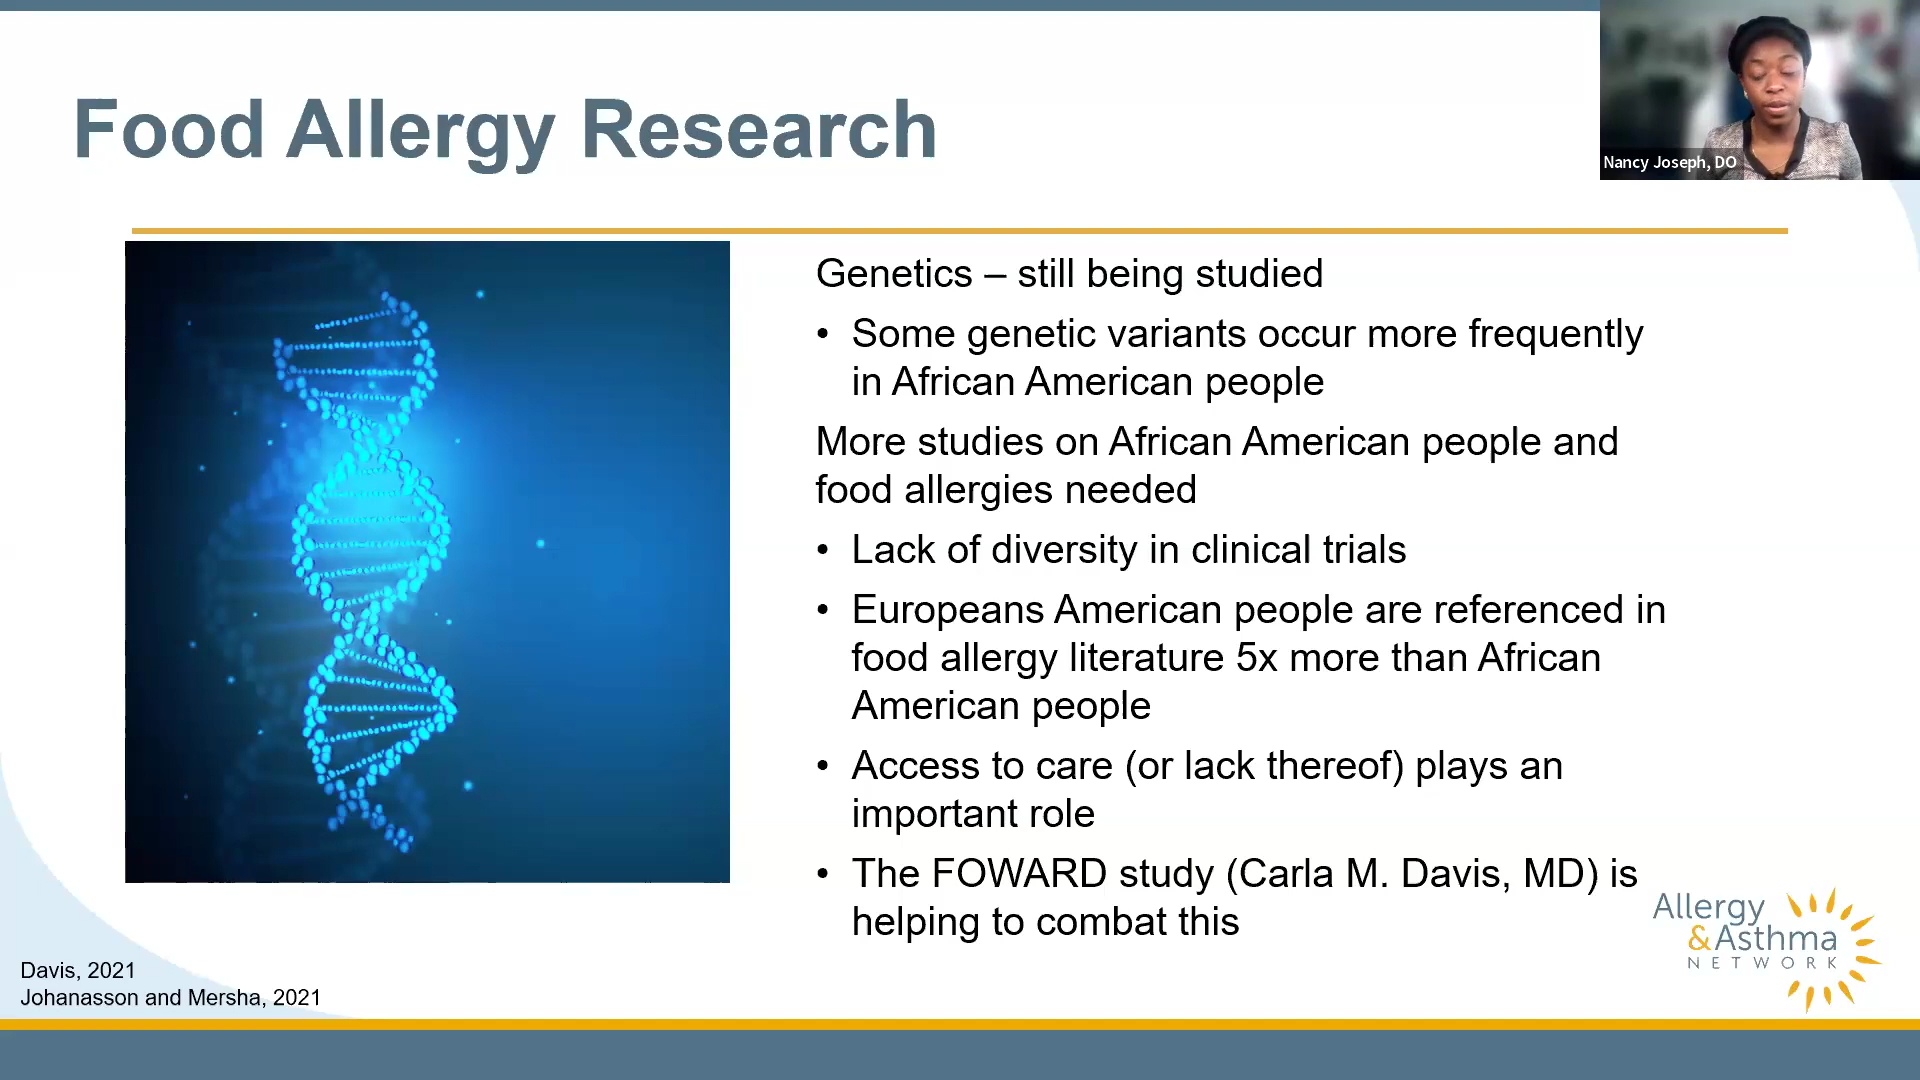 Food Allergy Research
Nancy Joseph, DO
Genetics – still being studied
• Some genetic variants occur more frequently
in African American people
More studies on African American people and
food allergies needed
• Lack of diversity in clinical trials
• Europeans American people are referenced in
food allergy literature 5x more than African
American people
• Access to care (or lack thereof) plays an
important role
• The FOWARD study (Carla M. Davis, MD) is
helping to combat this
Allergy
&Asthma
NETWORK
Davis, 2021
Johanasson and Mersha, 2021